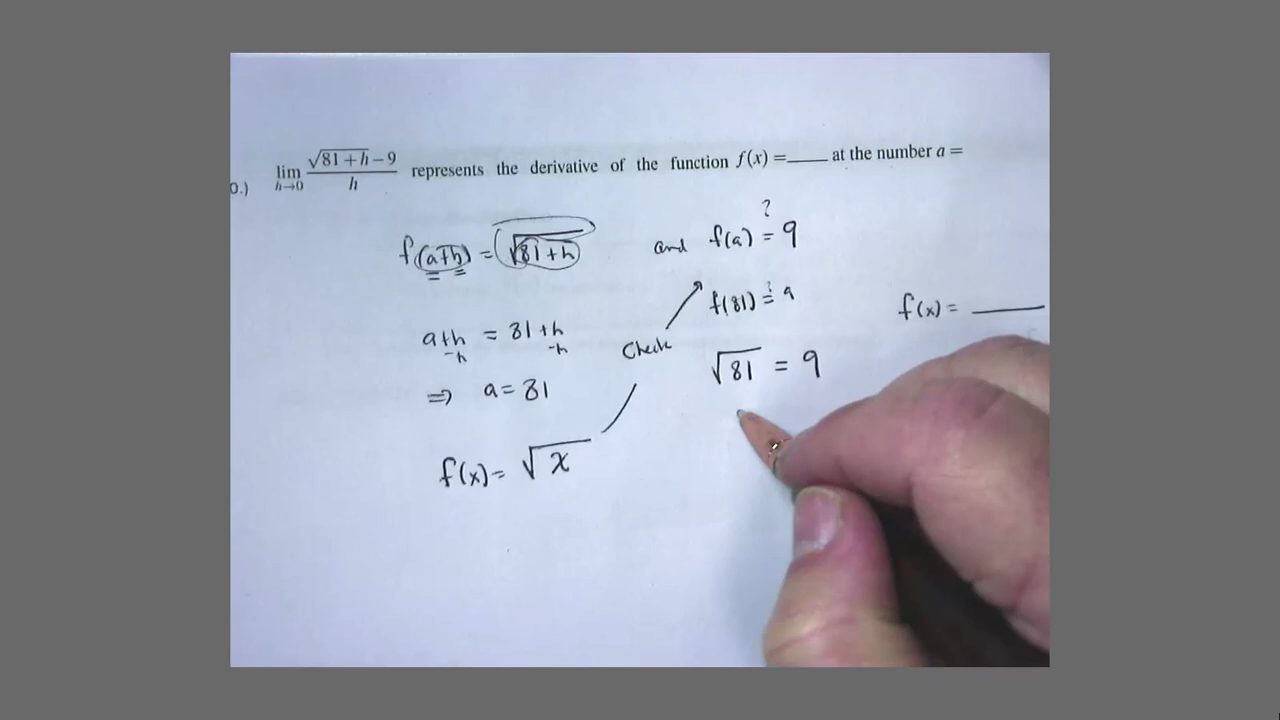 0.) lim h→0 √81+h − 9 / h represents the derivative of the function f(x) = ____ at the number a =
f(a+h) = √81+h and f(a) ?= 9
f(81) ?= 9
f(x) = ____
a+h = 81+h
-h -h
Check
√81 = 9
⇒ a = 81
f(x) = √x